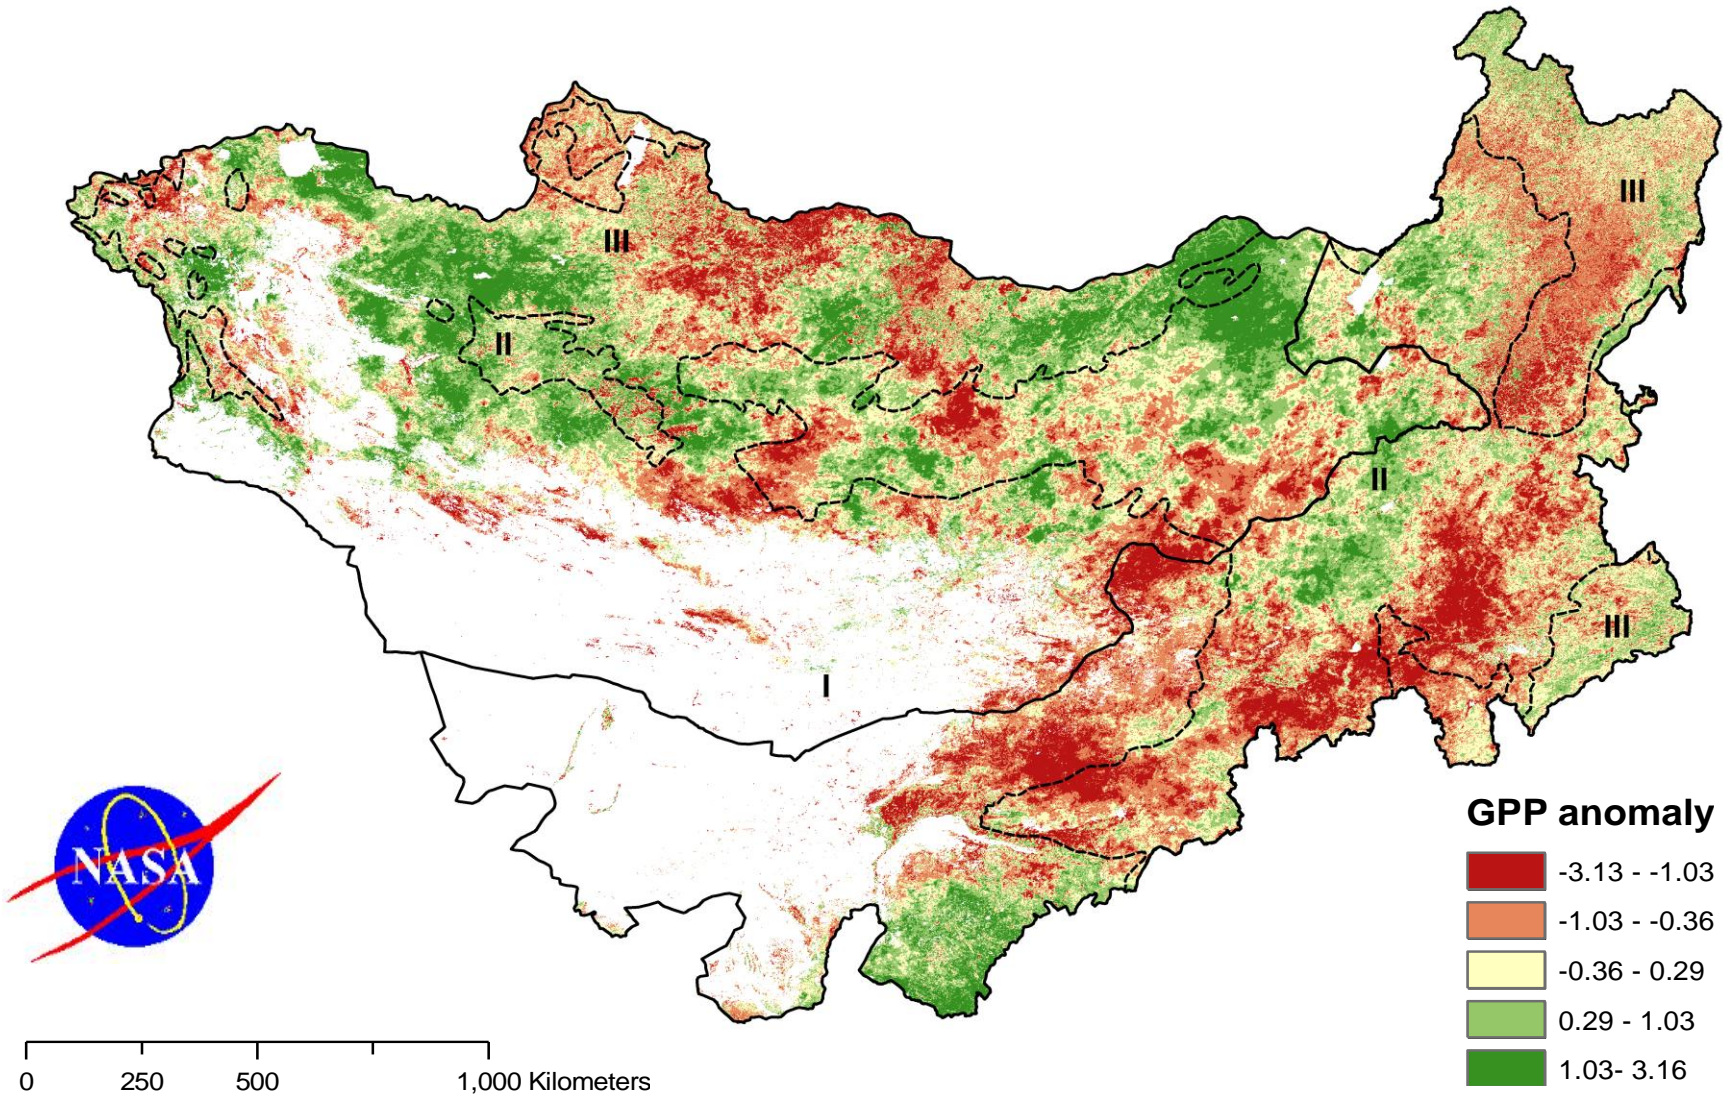 III
III
II
II
III
I
NASA
GPP anomaly
-3.13 - -1.03
-1.03 - -0.36
-0.36 - 0.29
0.29 - 1.03
1.03- 3.16
0 250 500 1,000 Kilometers